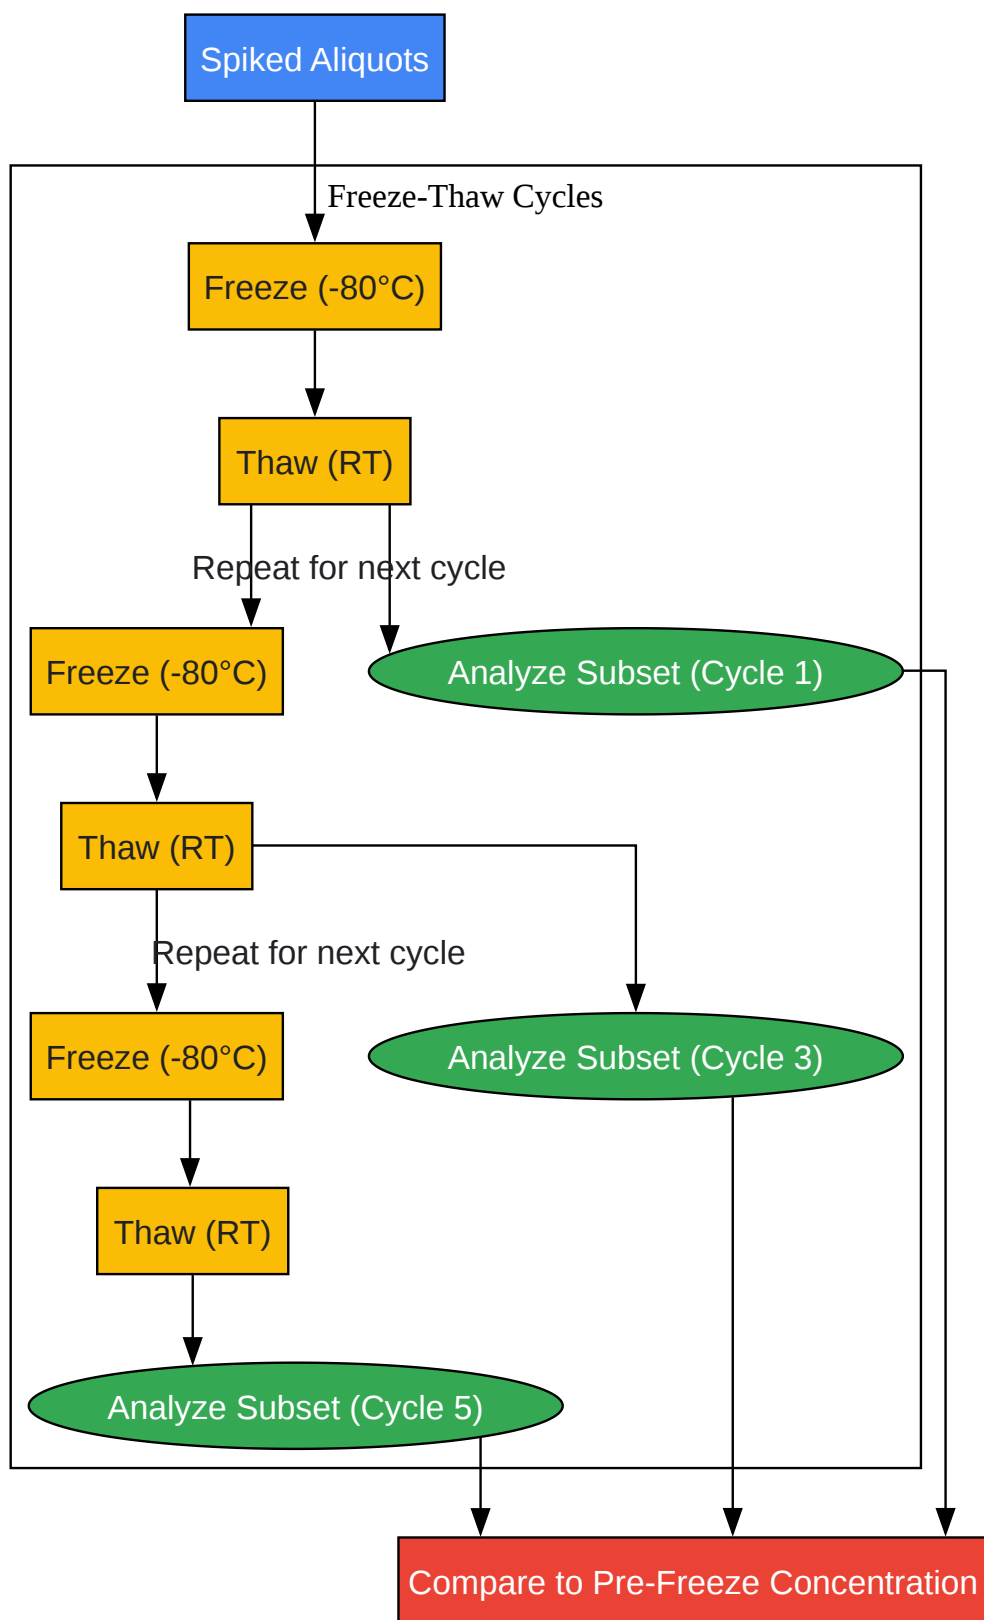 Spiked Aliquots
Freeze-Thaw Cycles
Freeze (-80°C)
Thaw (RT)
Repeat for next cycle
Freeze (-80°C)
Analyze Subset (Cycle 1)
Thaw (RT)
Repeat for next cycle
Freeze (-80°C)
Analyze Subset (Cycle 3)
Thaw (RT)
Analyze Subset (Cycle 5)
Compare to Pre-Freeze Concentration